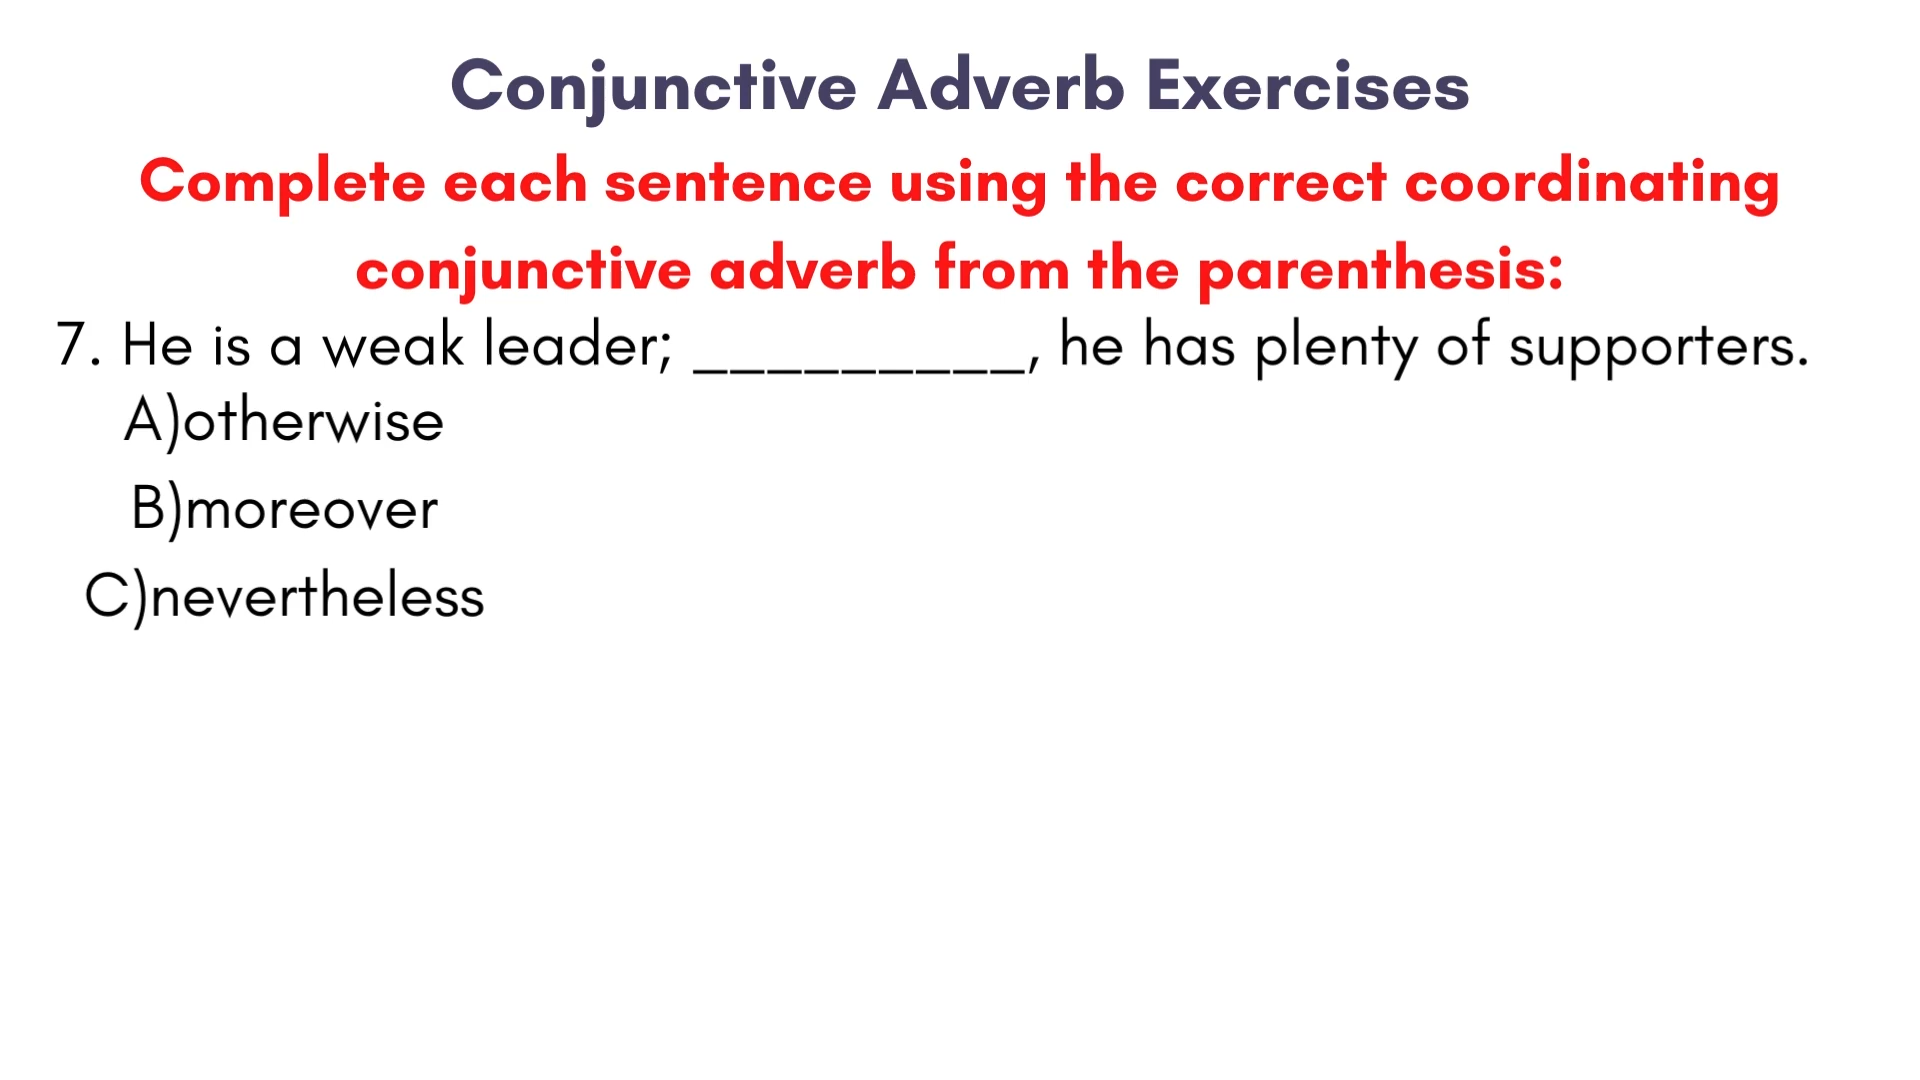 Conjunctive Adverb Exercises
Complete each sentence using the correct coordinating
conjunctive adverb from the parenthesis:
7. He is a weak leader; _________, he has plenty of supporters.
A)otherwise
B)moreover
C)nevertheless